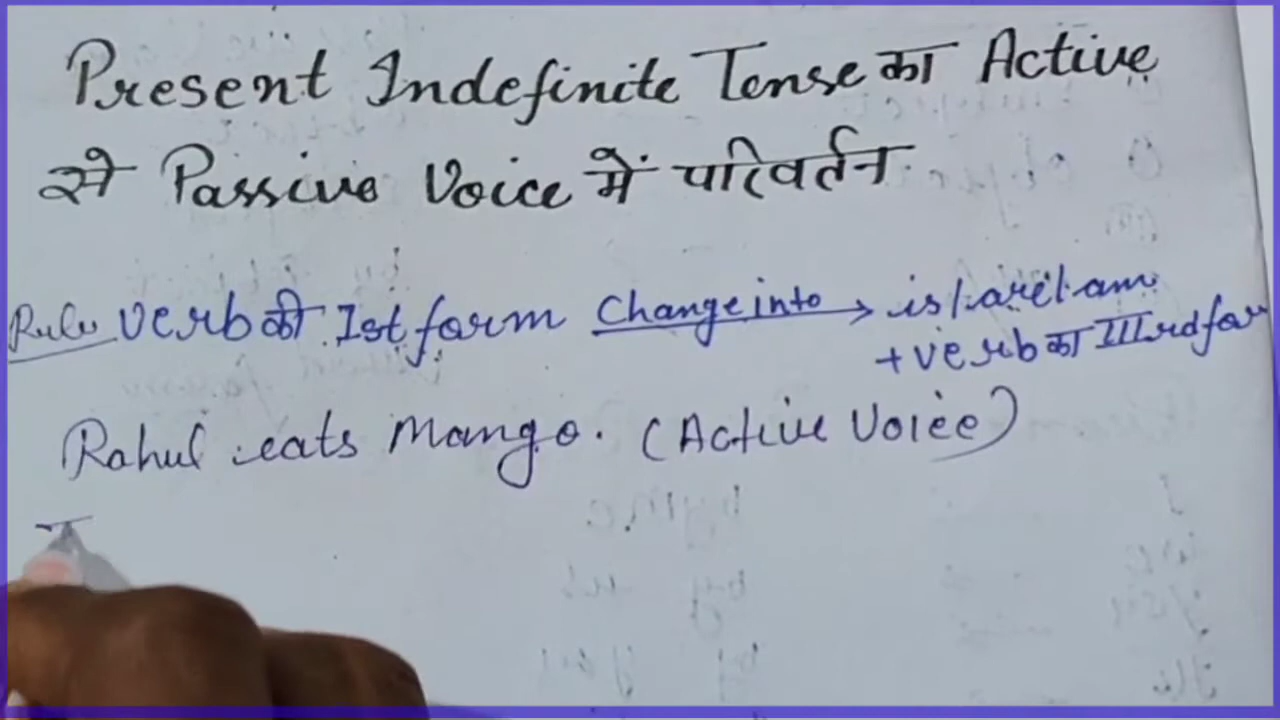 Present Indefinite Tense का Active
से Passive Voice में परिवर्तन
Rule verb की Ist form Change into → is/are/am
+ verb का IIIrd for
Rahul eats Mango. (Active Voice)